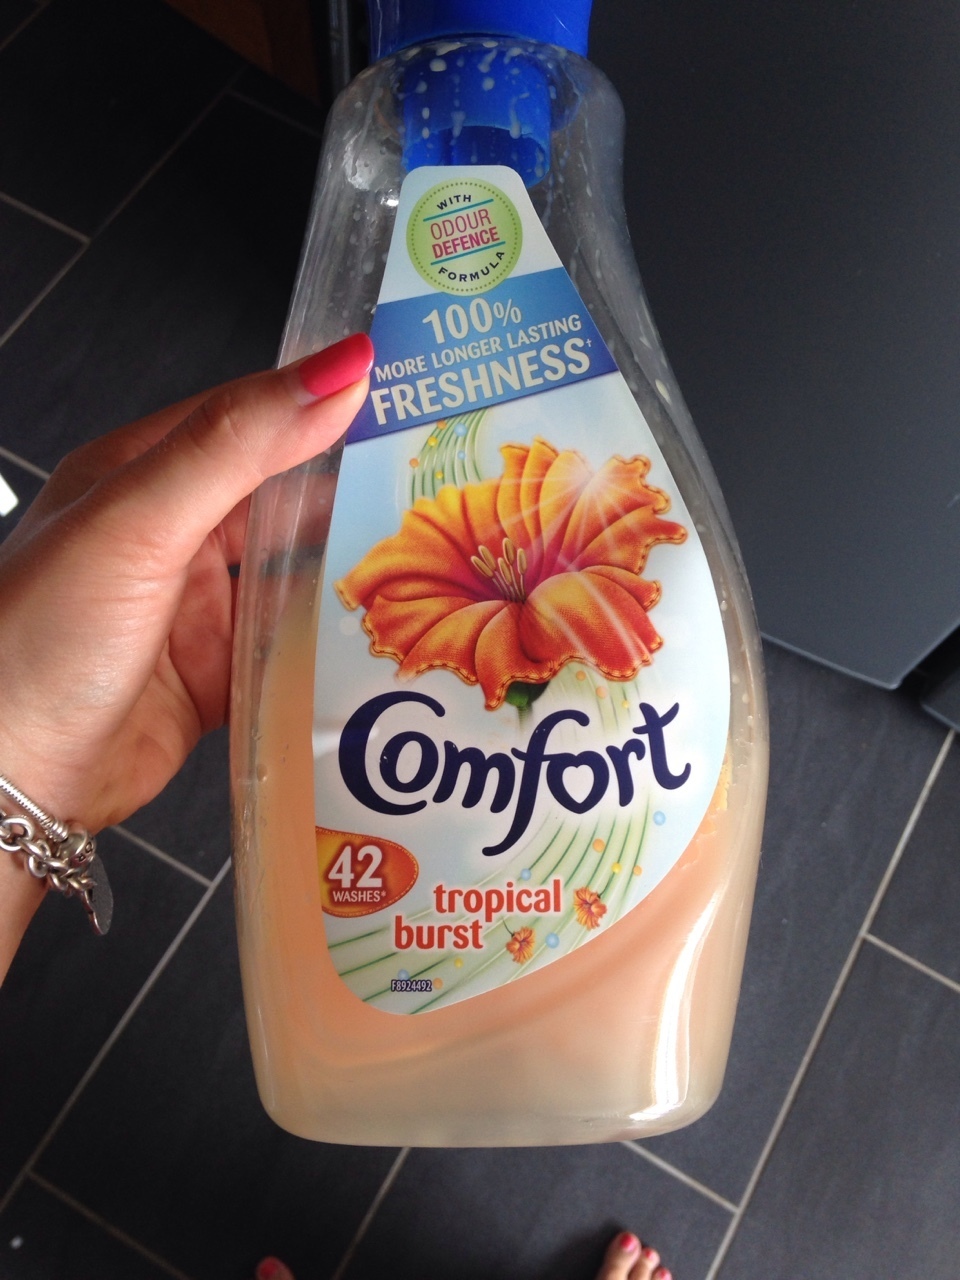 WITH
ODOUR
DEFENCE
FORMULA
100%
MORE LONGER LASTING
FRESHNESS†
Comfort
42
WASHES*
tropical
burst
F8924492